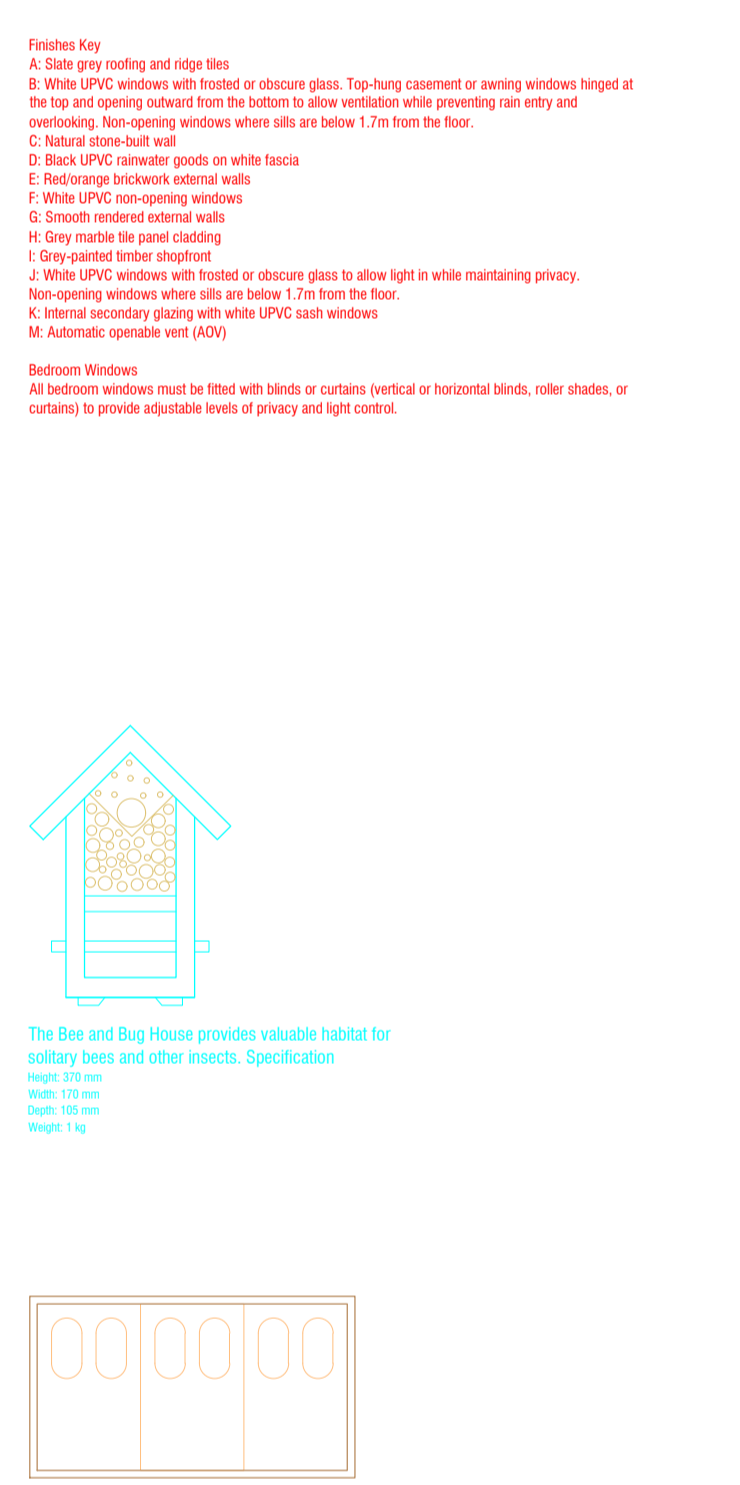 Finishes Key
A: Slate grey roofing and ridge tiles
B: White UPVC windows with frosted or obscure glass. Top-hung casement or awning windows hinged at
the top and opening outward from the bottom to allow ventilation while preventing rain entry and
overlooking. Non-opening windows where sills are below 1.7m from the floor.
C: Natural stone-built wall
D: Black UPVC rainwater goods on white fascia
E: Red/orange brickwork external walls
F: White UPVC non-opening windows
G: Smooth rendered external walls
H: Grey marble tile panel cladding
I: Grey-painted timber shopfront
J: White UPVC windows with frosted or obscure glass to allow light in while maintaining privacy.
Non-opening windows where sills are below 1.7m from the floor.
K: Internal secondary glazing with white UPVC sash windows
M: Automatic openable vent (AOV)
Bedroom Windows
All bedroom windows must be fitted with blinds or curtains (vertical or horizontal blinds, roller shades, or
curtains) to provide adjustable levels of privacy and light control.
The Bee and Bug House provides valuable habitat for
solitary bees and other insects. Specification
Height: 370 mm
Width: 170 mm
Depth: 105 mm
Weight: 1 kg